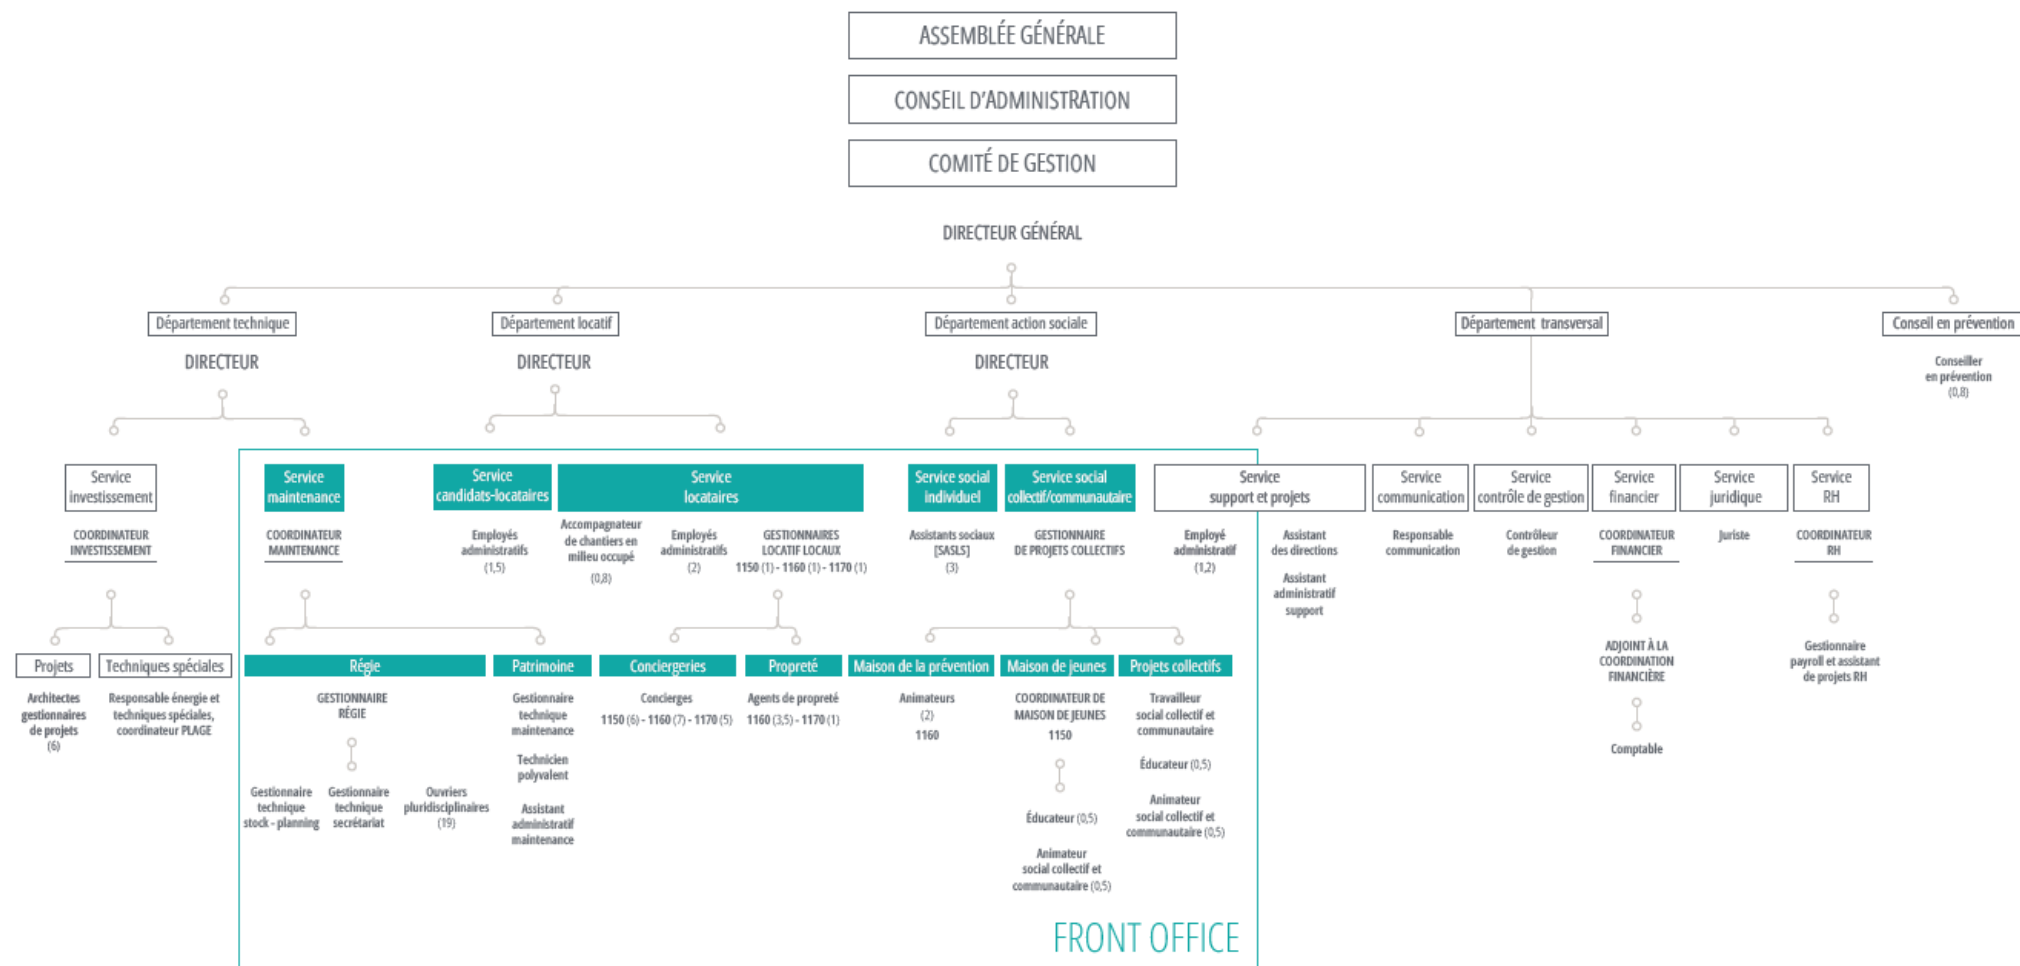 ASSEMBLÉE GÉNÉRALE
CONSEIL D'ADMINISTRATION
COMITÉ DE GESTION
DIRECTEUR GÉNÉRAL
Département technique
Département locatif
Département action sociale
Département transversal
Conseil en prévention
DIRECTEUR
DIRECTEUR
DIRECTEUR
Conseiller
en prévention
(0,8)
Service
investissement
Service
maintenance
Service
candidats-locataires
Service
locataires
Service social
individuel
Service social
collectif/communautaire
Service
support et projets
Service
communication
Service
contrôle de gestion
Service
financier
Service
juridique
Service
RH
COORDINATEUR
INVESTISSEMENT
COORDINATEUR
MAINTENANCE
Employés
administratifs
(1,5)
Accompagnateur
de chantiers en
milieu occupé
(0,8)
Employés
administratifs
(2)
GESTIONNAIRES
LOCATIF LOCAUX
1150 (1) - 1160 (1) - 1170 (1)
Assistants sociaux
[SASLS]
(3)
GESTIONNAIRE
DE PROJETS COLLECTIFS
Employé
administratif
(1,2)
Assistant
des directions
Assistant
administratif
support
Responsable
communication
Contrôleur
de gestion
COORDINATEUR
FINANCIER
Juriste
COORDINATEUR
RH
Projets
Techniques spéciales
Régie
Patrimoine
Conciergeries
Propreté
Maison de la prévention
Maison de jeunes
Projets collectifs
ADJOINT À LA
COORDINATION
FINANCIÈRE
Gestionnaire
payroll et assistant
de projets RH
Architectes
gestionnaires
de projets
(6)
Responsable énergie et
techniques spéciales,
coordinateur PLAGE
GESTIONNAIRE
RÉGIE
Gestionnaire
technique
maintenance
Technicien
polyvalent
Assistant
administratif
maintenance
Concierges
1150 (6) - 1160 (7) - 1170 (5)
Agents de propreté
1160 (3,5) - 1170 (1)
Animateurs
(2)
1160
COORDINATEUR DE
MAISON DE JEUNES
1150
Travailleur
social collectif et
communautaire
Éducateur (0,5)
Animateur
social collectif et
communautaire (0,5)
Comptable
Gestionnaire
technique
stock - planning
Gestionnaire
technique
secrétariat
Ouvriers
pluridisciplinaires
(19)
Éducateur (0,5)
Animateur
social collectif et
communautaire (0,5)
FRONT OFFICE